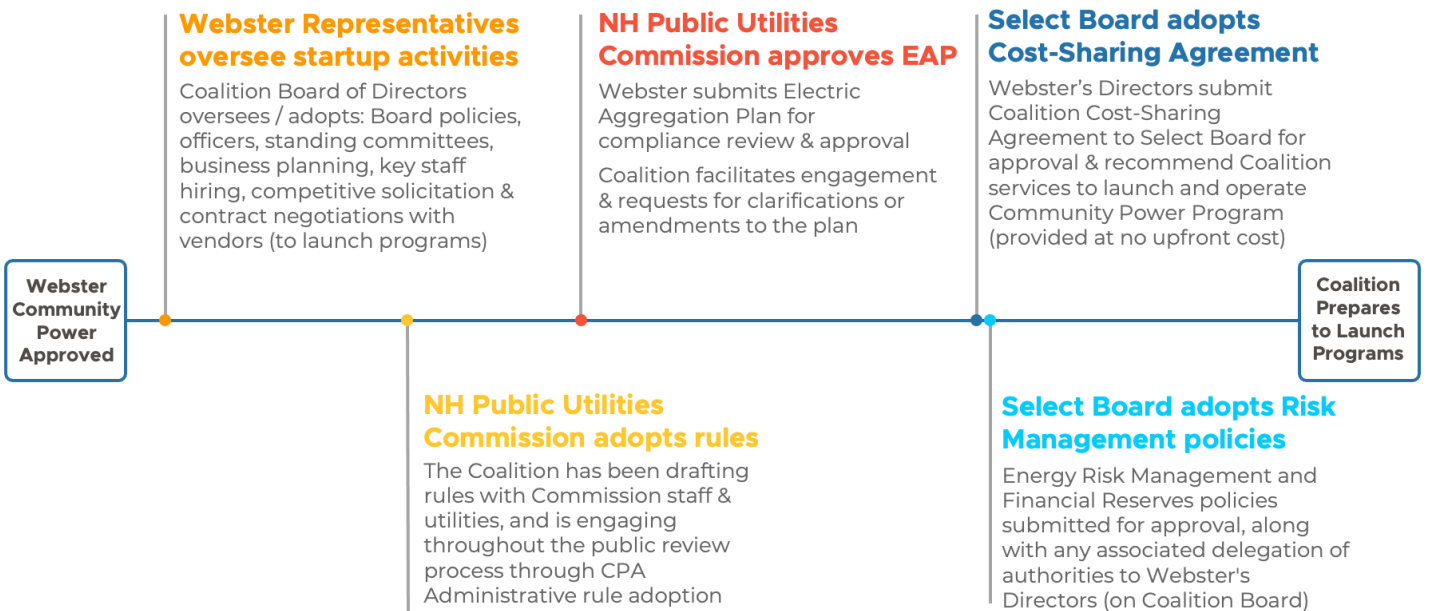 Webster Representatives
oversee startup activities
Coalition Board of Directors
oversees / adopts: Board policies,
officers, standing committees,
business planning, key staff
hiring, competitive solicitation &
contract negotiations with
vendors (to launch programs)
NH Public Utilities
Commission approves EAP
Webster submits Electric
Aggregation Plan for
compliance review & approval
Coalition facilitates engagement
& requests for clarifications or
amendments to the plan
Select Board adopts
Cost-Sharing Agreement
Webster’s Directors submit
Coalition Cost-Sharing
Agreement to Select Board for
approval & recommend Coalition
services to launch and operate
Community Power Program
(provided at no upfront cost)
Webster
Community
Power
Approved
Coalition
Prepares
to Launch
Programs
NH Public Utilities
Commission adopts rules
The Coalition has been drafting
rules with Commission staff &
utilities, and is engaging
throughout the public review
process through CPA
Administrative rule adoption
Select Board adopts Risk
Management policies
Energy Risk Management and
Financial Reserves policies
submitted for approval, along
with any associated delegation of
authorities to Webster's
Directors (on Coalition Board)